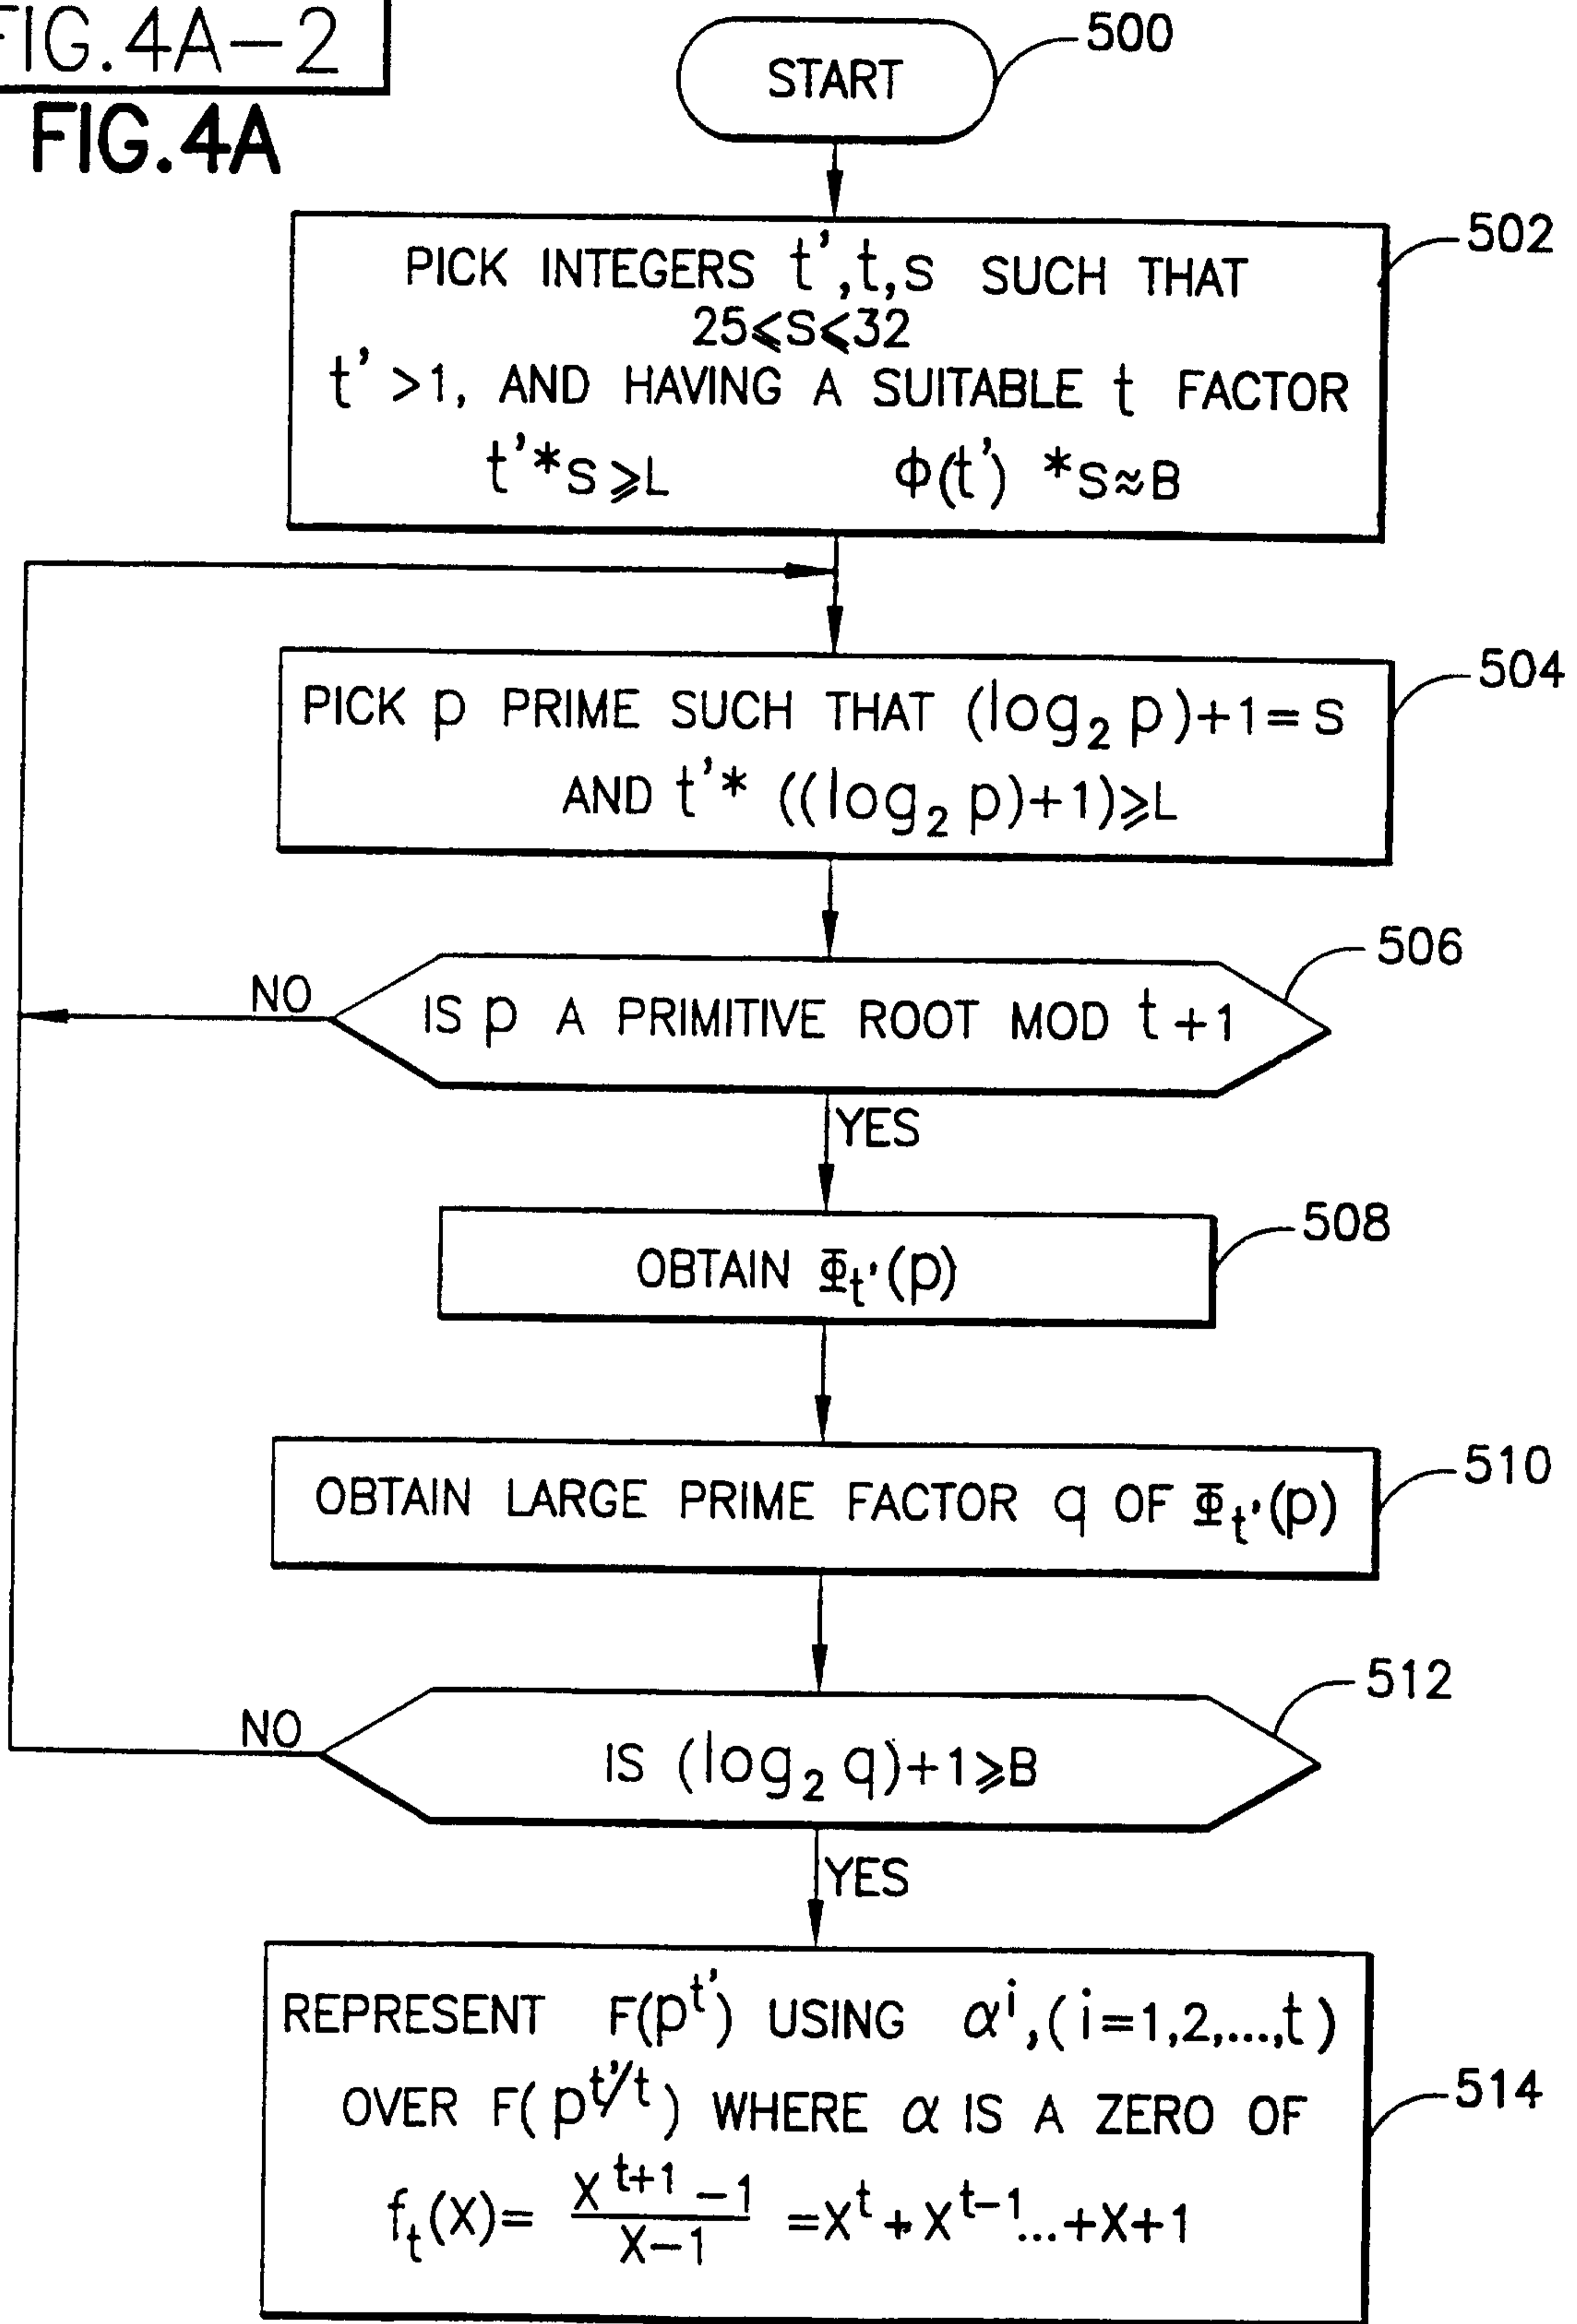 FIG.4A-2
FIG.4A
START
500
PICK INTEGERS t',t,s SUCH THAT
25⩽s⩽32
t' >1, AND HAVING A SUITABLE t FACTOR
t'*s⩾L Φ(t') *s≈B
502
PICK p PRIME SUCH THAT (log₂ p)+1=s
AND t'* ((log₂ p)+1)⩾L
504
IS p A PRIMITIVE ROOT MOD t+1
506
NO
YES
OBTAIN Φt'(p)
508
OBTAIN LARGE PRIME FACTOR q OF Φt'(p)
510
IS (log₂ q)+1⩾B
512
NO
YES
REPRESENT F(p^t') USING α^i,(i=1,2,...,t)
OVER F(p^t'/t) WHERE α IS A ZERO OF
f_t(x)= (x^t+1 -1)/(x-1) =x^t+x^t-1...+x+1
514